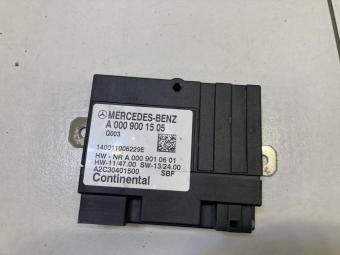 MERCEDES-BENZ
A 000 900 15 05
Q003
140011006229E
HW - NR A 000 901 06 01
HW-11/47.00 SW-13/24.00
A2C30401500 SBF
Continental